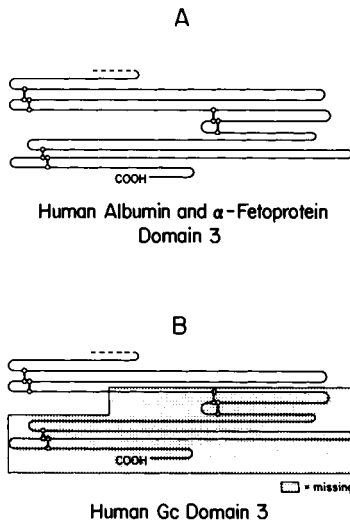 A
COOH
Human Albumin and α-Fetoprotein
Domain 3
B
COOH
= missing
Human Gc Domain 3